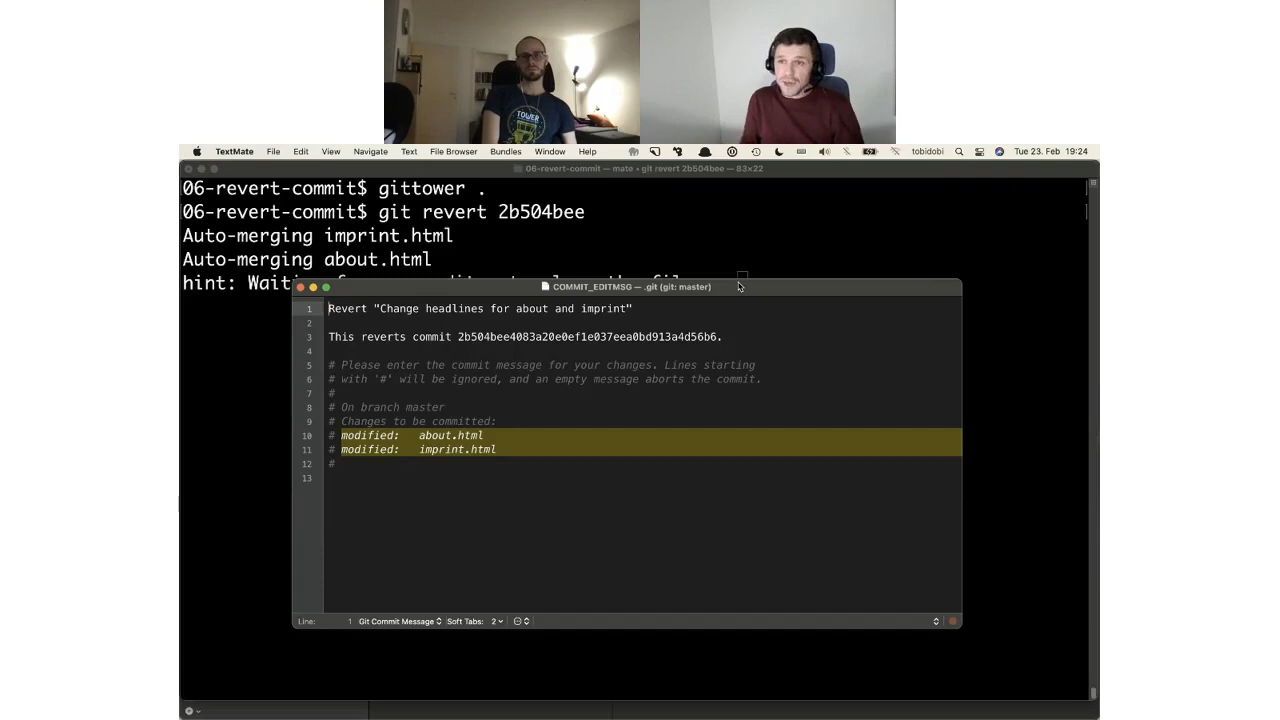 TOWER
TextMate File Edit View Navigate Text File Browser Bundles Window Help tobidobi Tue 23. Feb 19:24
06-revert-commit — mate • git revert 2b504bee — 83×22
06-revert-commit$ gittower .
06-revert-commit$ git revert 2b504bee
Auto-merging imprint.html
Auto-merging about.html
hint: Wait
COMMIT_EDITMSG — .git (git: master)
1 Revert "Change headlines for about and imprint"
2
3 This reverts commit 2b504bee4083a20e0ef1e037eea0bd913a4d56b6.
4
5 # Please enter the commit message for your changes. Lines starting
6 # with '#' will be ignored, and an empty message aborts the commit.
7 #
8 # On branch master
9 # Changes to be committed:
10 # modified: about.html
11 # modified: imprint.html
12 #
13
Line: 1 Git Commit Message Soft Tabs: 2